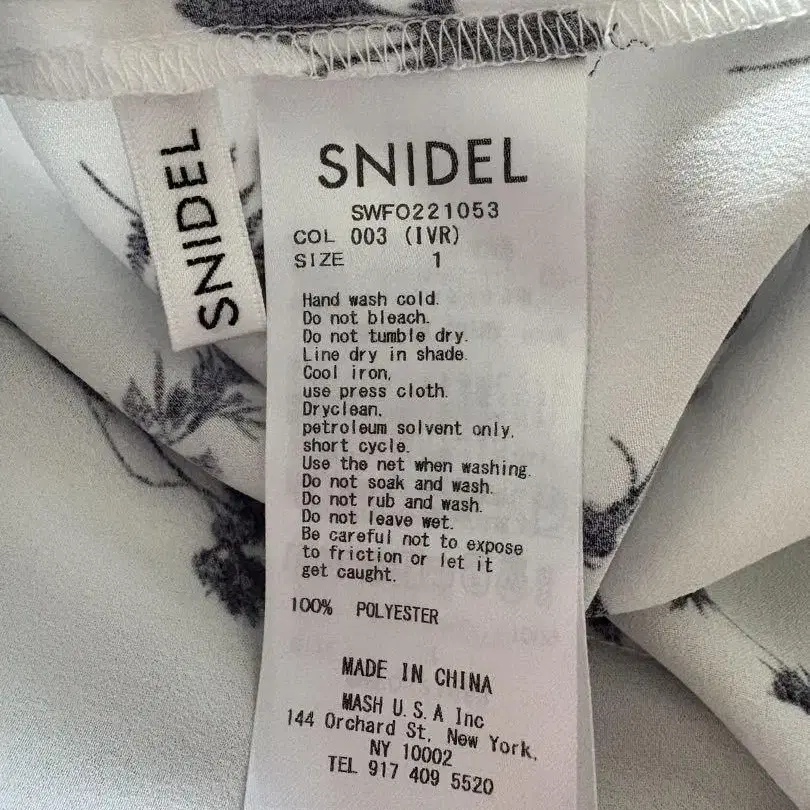 SNIDEL
SNIDEL
SWFO221053
COL 003 (IVR)
SIZE 1
Hand wash cold.
Do not bleach.
Do not tumble dry.
Line dry in shade.
Cool iron,
use press cloth.
Dryclean,
petroleum solvent only,
short cycle.
Use the net when washing.
Do not soak and wash.
Do not rub and wash.
Do not leave wet.
Be careful not to expose
to friction or let it
get caught.
100% POLYESTER
MADE IN CHINA
MASH U.S.A Inc
144 Orchard St, New York,
NY 10002
TEL 917 409 5520